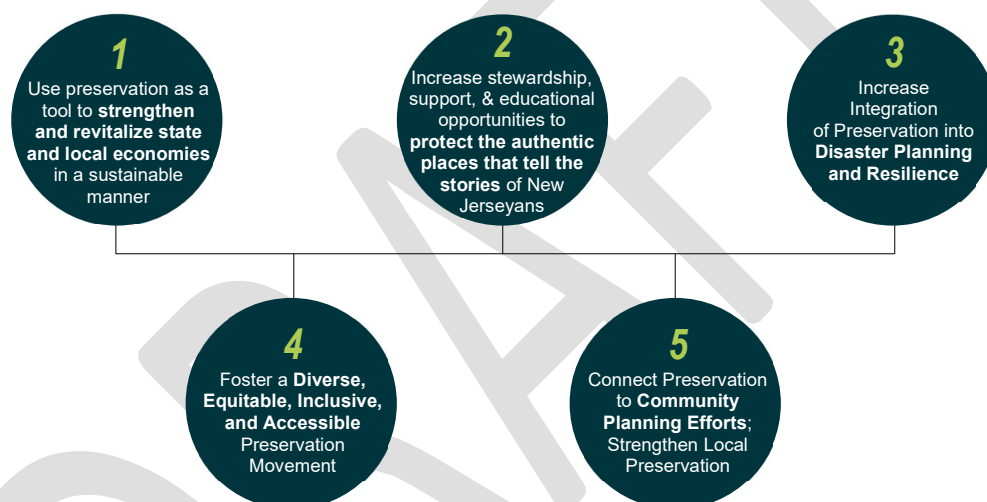 1
Use preservation as a
tool to strengthen
and revitalize state
and local economies
in a sustainable
manner
2
Increase stewardship,
support, & educational
opportunities to
protect the authentic
places that tell the
stories of New
Jerseyans
3
Increase
Integration
of Preservation into
Disaster Planning
and Resilience
4
Foster a Diverse,
Equitable, Inclusive,
and Accessible
Preservation
Movement
5
Connect Preservation
to Community
Planning Efforts;
Strengthen Local
Preservation